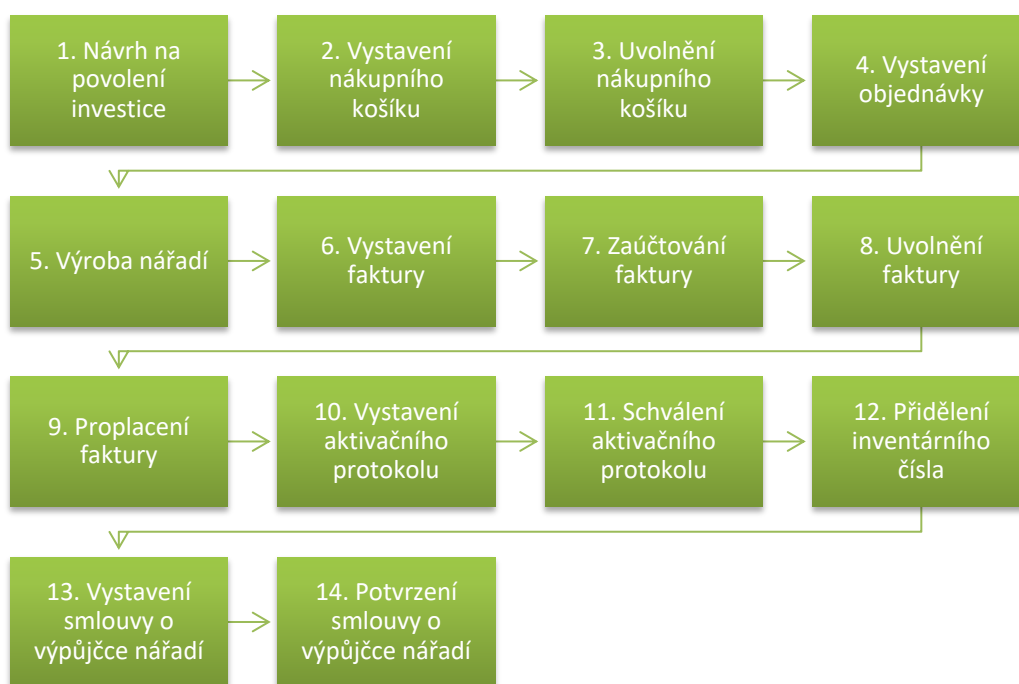 1. Návrh na
povolení
investice
2. Vystavení
nákupního
košíku
3. Uvolnění
nákupního
košíku
4. Vystavení
objednávky
5. Výroba nářadí
6. Vystavení
faktury
7. Zaúčtování
faktury
8. Uvolnění
faktury
9. Proplacení
faktury
10. Vystavení
aktivačního
protokolu
11. Schválení
aktivačního
protokolu
12. Přidělení
inventárního
čísla
13. Vystavení
smlouvy o
výpůjčce nářadí
14. Potvrzení
smlouvy o
výpůjčce nářadí